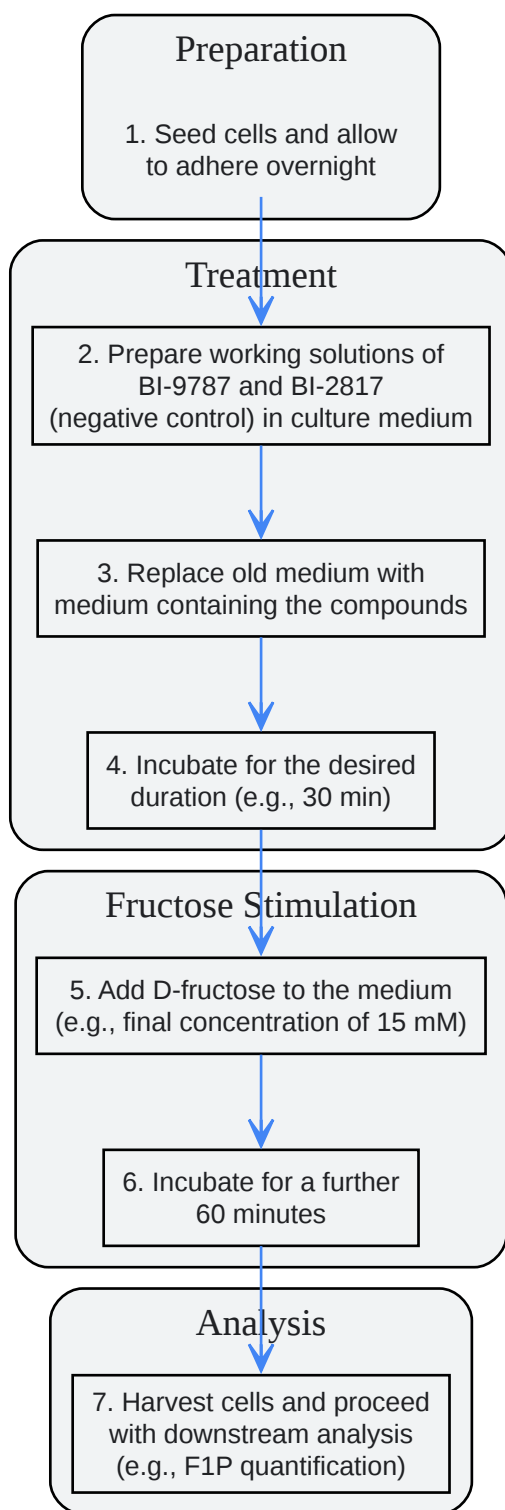 Preparation
1. Seed cells and allow
to adhere overnight
Treatment
2. Prepare working solutions of
BI-9787 and BI-2817
(negative control) in culture medium
3. Replace old medium with
medium containing the compounds
4. Incubate for the desired
duration (e.g., 30 min)
Fructose Stimulation
5. Add D-fructose to the medium
(e.g., final concentration of 15 mM)
6. Incubate for a further
60 minutes
Analysis
7. Harvest cells and proceed
with downstream analysis
(e.g., F1P quantification)